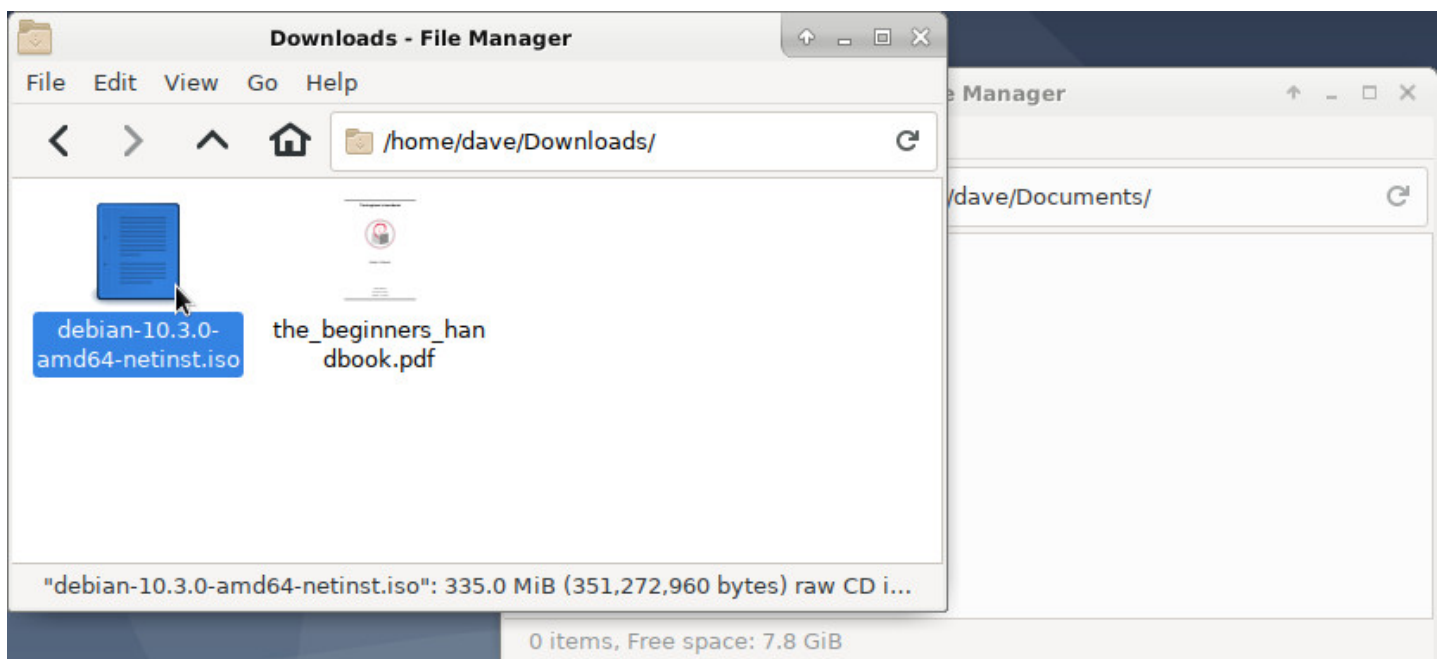 Downloads - File Manager
File Edit View Go Help
/home/dave/Downloads/
debian-10.3.0-
amd64-netinst.iso
the_beginners_han
dbook.pdf
"debian-10.3.0-amd64-netinst.iso": 335.0 MiB (351,272,960 bytes) raw CD i...
Manager
/dave/Documents/
0 items, Free space: 7.8 GiB